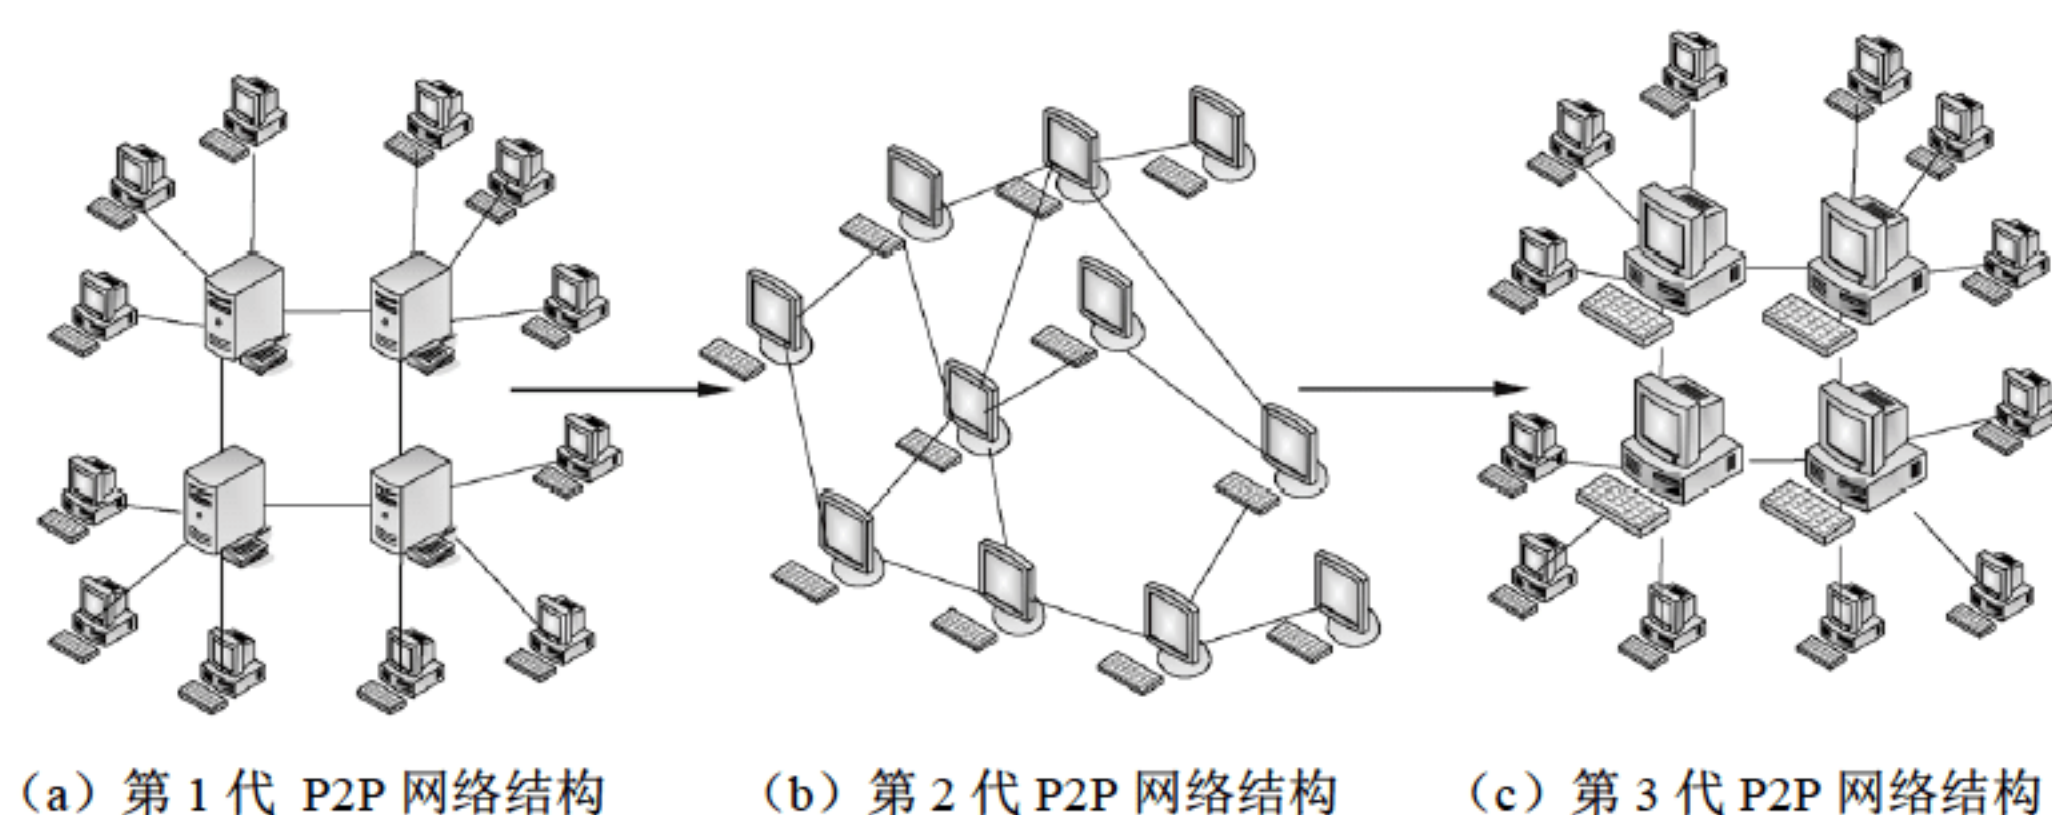 （a）第 1 代 P2P 网络结构
（b）第 2 代 P2P 网络结构
（c）第 3 代 P2P 网络结构